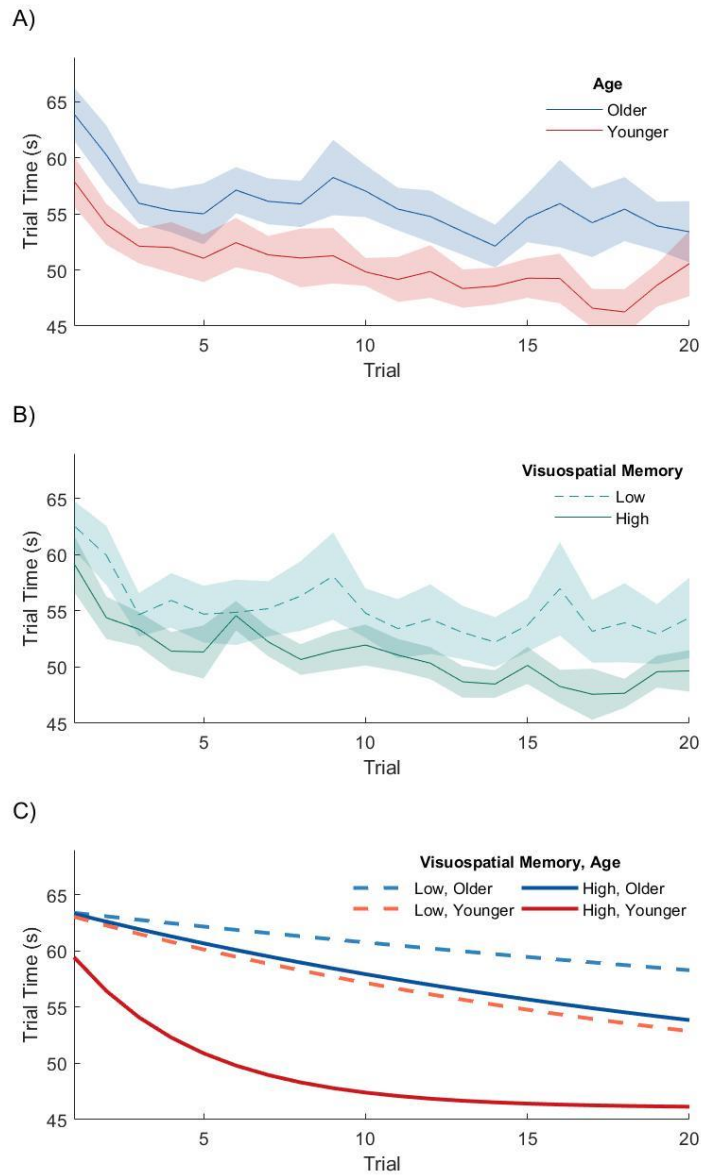 A)
Age
Older
Younger
65
60
55
50
45
Trial Time (s)
5
10
15
20
Trial
B)
Visuospatial Memory
Low
High
65
60
55
50
45
Trial Time (s)
5
10
15
20
Trial
C)
Visuospatial Memory, Age
Low, Older High, Older
Low, Younger High, Younger
65
60
55
50
45
Trial Time (s)
5
10
15
20
Trial